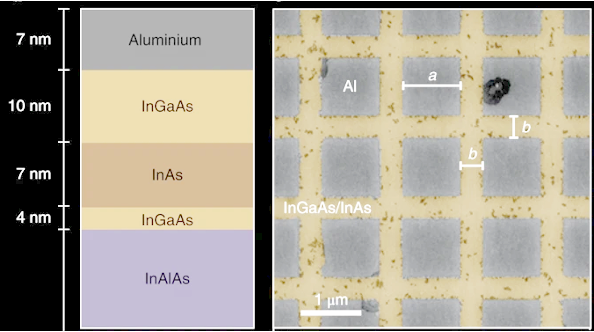 7 nm
Aluminium
10 nm
InGaAs
7 nm
InAs
4 nm
InGaAs
InAlAs
Al
a
b
b
InGaAs/InAs
1 μm